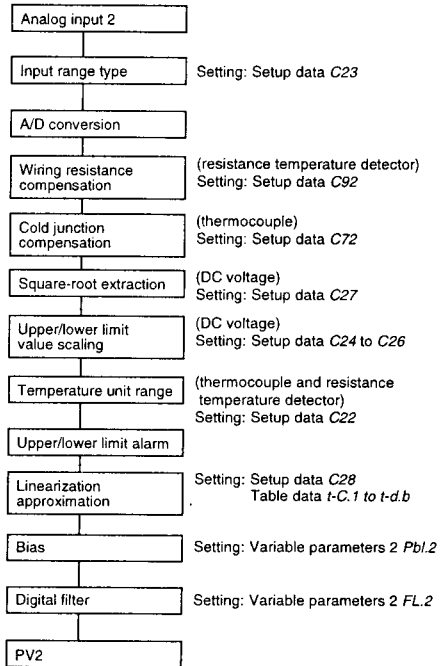 Analog input 2
Input range type
Setting: Setup data C23
A/D conversion
Wiring resistance
compensation
(resistance temperature detector)
Setting: Setup data C92
Cold junction
compensation
(thermocouple)
Setting: Setup data C72
Square-root extraction
(DC voltage)
Setting: Setup data C27
Upper/lower limit
value scaling
(DC voltage)
Setting: Setup data C24 to C26
Temperature unit range
(thermocouple and resistance
temperature detector)
Setting: Setup data C22
Upper/lower limit alarm
Linearization
approximation
Setting: Setup data C28
Table data t-C.1 to t-d.b
Bias
Setting: Variable parameters 2 PbI.2
Digital filter
Setting: Variable parameters 2 FL.2
PV2